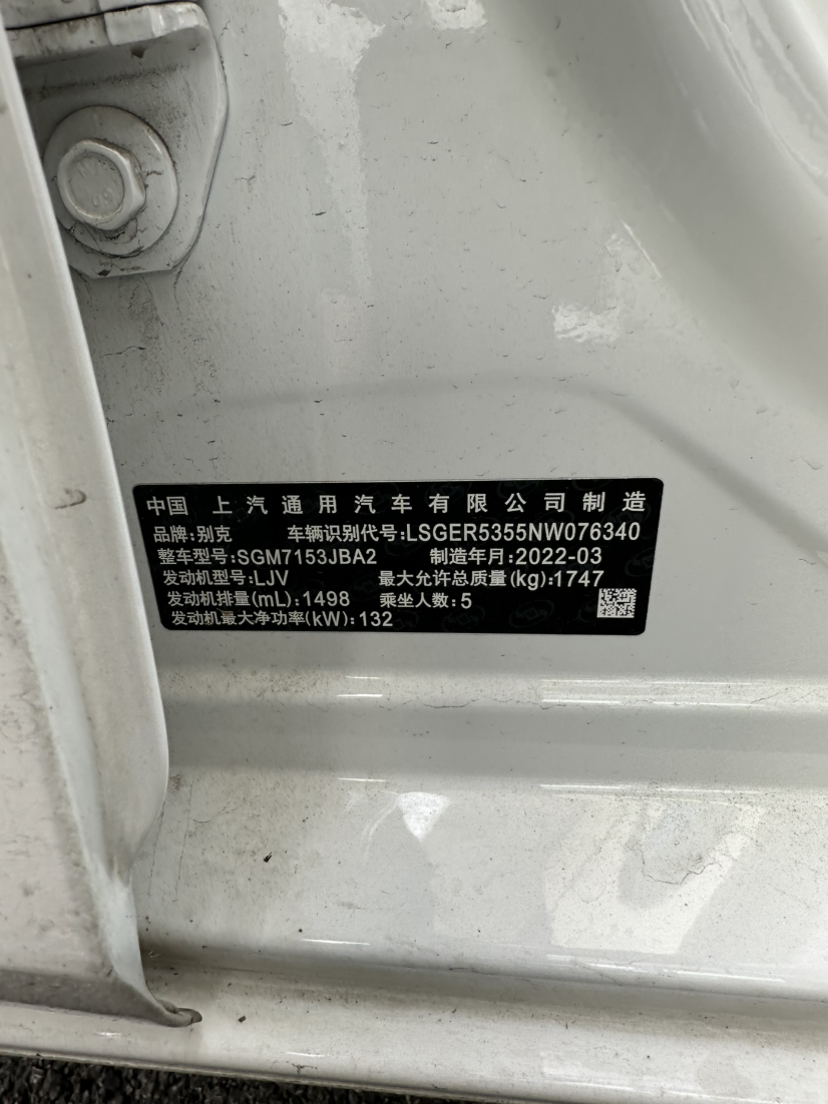 中国 上汽通用汽车有限公司制造
品牌:别克 车辆识别代号:LSGER5355NW076340
整车型号:SGM7153JBA2 制造年月:2022-03
发动机型号:LJV 最大允许总质量(kg):1747
发动机排量(mL):1498 乘坐人数:5
发动机最大净功率(kW):132